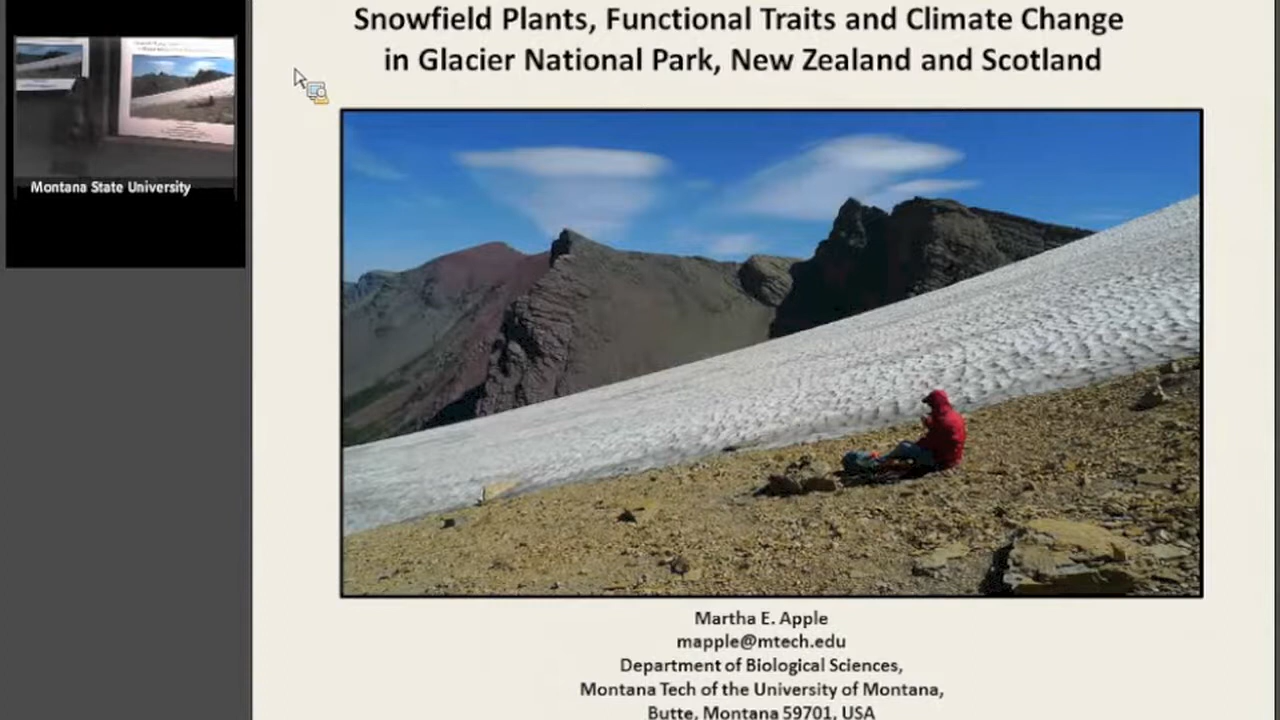 Snowfield Plants, Functional Traits and Climate Change
in Glacier National Park, New Zealand and Scotland
Montana State University
Martha E. Apple
mapple@mtech.edu
Department of Biological Sciences,
Montana Tech of the University of Montana,
Butte, Montana 59701, USA